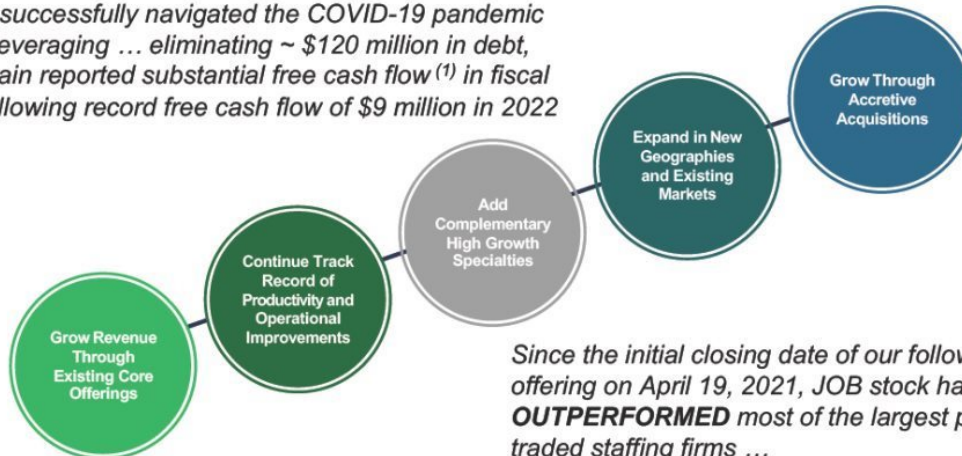 successfully navigated the COVID-19 pandemic
everaging … eliminating ~ $120 million in debt,
ain reported substantial free cash flow (1) in fiscal
llowing record free cash flow of $9 million in 2022
Grow Through
Accretive
Acquisitions
Expand in New
Geographies
and Existing
Markets
Add
Complementary
High Growth
Specialties
Continue Track
Record of
Productivity and
Operational
Improvements
Grow Revenue
Through
Existing Core
Offerings
Since the initial closing date of our follow
offering on April 19, 2021, JOB stock ha
OUTPERFORMED most of the largest p
traded staffing firms …